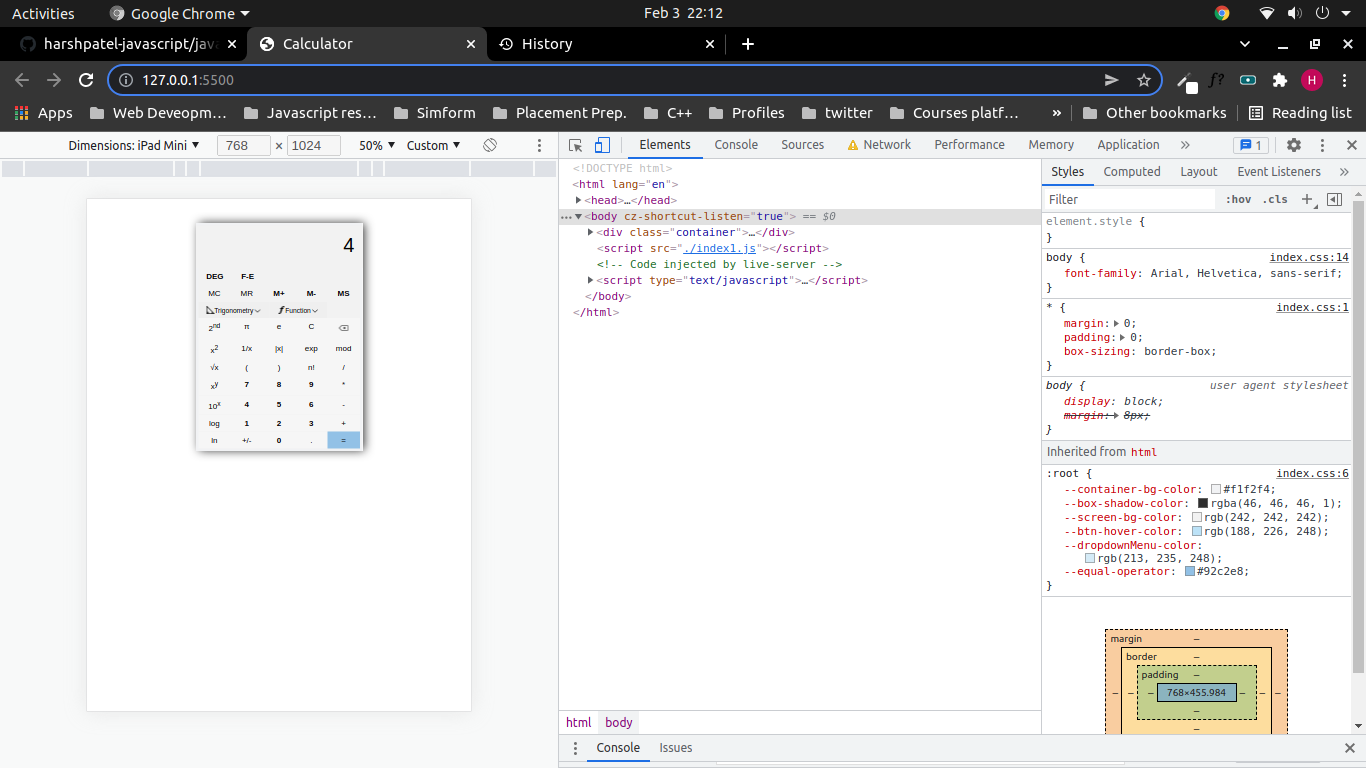 Activities Google Chrome Feb 3 22:12
harshpatel-javascript/jav Calculator History
127.0.0.1:5500 f? H
Apps Web Deveopm… Javascript res… Simform Placement Prep. C++ Profiles twitter Courses platf… » Other bookmarks Reading list
Dimensions: iPad Mini 768 × 1024 50% Custom
Elements Console Sources Network Performance Memory Application » 1
<!DOCTYPE html>
<html lang="en">
<head>…</head>
<body cz-shortcut-listen="true"> == $0
<div class="container">…</div>
<script src="./index1.js"></script>
<!-- Code injected by live-server -->
<script type="text/javascript">…</script>
</body>
</html>
4
DEG F-E
MC MR M+ M- MS
Trigonometry f Function
2nd π e C
x2 1/x |x| exp mod
√x ( ) n! /
xy 7 8 9 *
10x 4 5 6 -
log 1 2 3 +
ln +/- 0 . =
Styles Computed Layout Event Listeners »
Filter :hov .cls +
element.style {
}
body { index.css:14
font-family: Arial, Helvetica, sans-serif;
}
* { index.css:1
margin: 0;
padding: 0;
box-sizing: border-box;
}
body { user agent stylesheet
display: block;
margin: 8px;
}
Inherited from html
:root { index.css:6
--container-bg-color: #f1f2f4;
--box-shadow-color: rgba(46, 46, 46, 1);
--screen-bg-color: rgb(242, 242, 242);
--btn-hover-color: rgb(188, 226, 248);
--dropdownMenu-color:
rgb(213, 235, 248);
--equal-operator: #92c2e8;
}
margin –
border –
padding –
– – – 768×455.984 – – –
–
–
html body
Console Issues